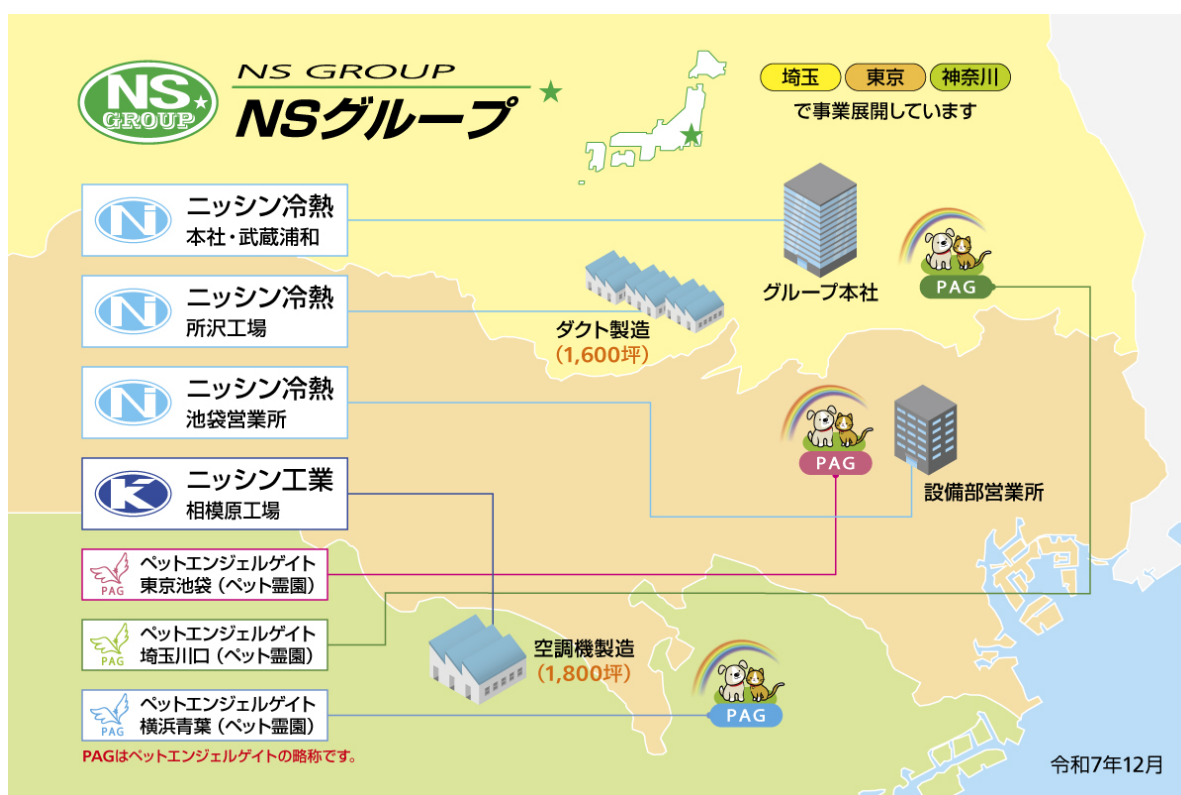 NS
GROUP
NS GROUP
NSグループ
埼玉 東京 神奈川
で事業展開しています
Ni
ニッシン冷熱
本社・武蔵浦和
Ni
ニッシン冷熱
所沢工場
Ni
ニッシン冷熱
池袋営業所
K
ニッシン工業
相模原工場
PAG
ペットエンジェルゲイト
東京池袋（ペット霊園）
PAG
ペットエンジェルゲイト
埼玉川口（ペット霊園）
PAG
ペットエンジェルゲイト
横浜青葉（ペット霊園）
PAGはペットエンジェルゲイトの略称です。
グループ本社
PAG
ダクト製造
（1,600坪）
PAG
設備部営業所
空調機製造
（1,800坪）
PAG
令和7年12月